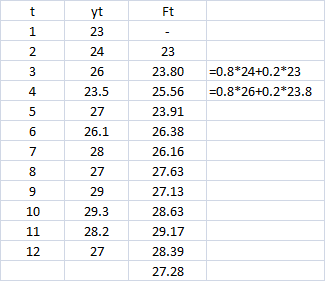 t yt Ft
1 23 -
2 24 23
3 26 23.80 =0.8*24+0.2*23
4 23.5 25.56 =0.8*26+0.2*23.8
5 27 23.91
6 26.1 26.38
7 28 26.16
8 27 27.63
9 29 27.13
10 29.3 28.63
11 28.2 29.17
12 27 28.39
27.28